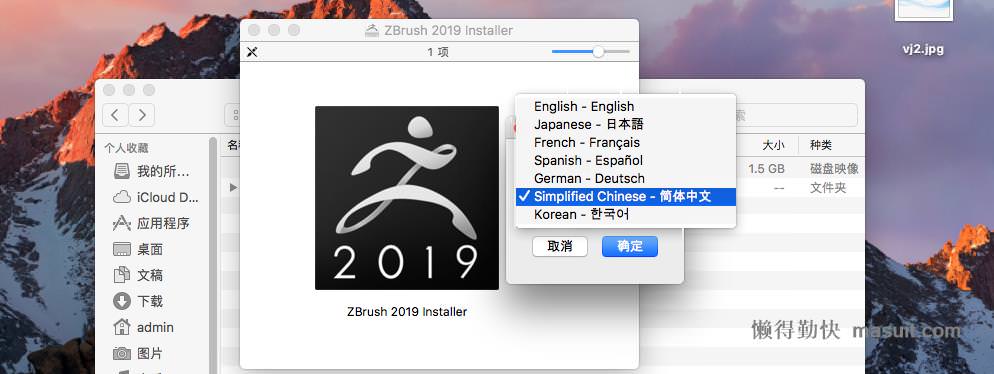 ZBrush 2019 Installer
1 项
vj2.jpg
2019
ZBrush 2019 Installer
English - English
Japanese - 日本語
French - Français
Spanish - Español
German - Deutsch
Simplified Chinese - 简体中文
Korean - 한국어
取消
确定
索
名
大小
种类
1.5 GB
磁盘映像
--
文件夹
个人收藏
我的所...
iCloud D...
应用程序
桌面
文稿
下载
admin
图片
懒得勤快 masuit.com